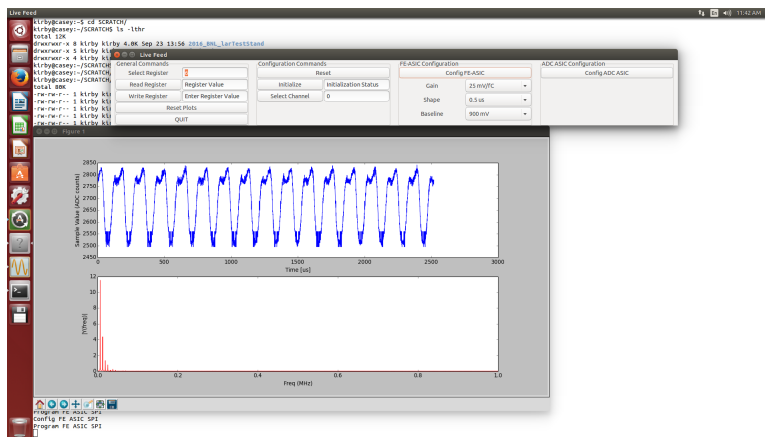 Live Feed
En
11:42 AM
kirby@casey:~$ cd SCRATCH/
kirby@casey:~/SCRATCH$ ls -lthr
total 12K
drwxrwxr-x 8 kirby kirby 4.0K Sep 23 13:56 2016_BNL_larTestStand
drwxrwxr-x 5 kirby
drwxrwxr-x 4 kirby
kirby@casey:~/SCRATCH
kirby@casey:~/SCRATCH
total 80K
-rw-rw-r-- 1 kirby
-rw-rw-r-- 1 kirby
-rw-rw-r-- 1 kirby
-rw-rw-r-- 1 kirby
Live Feed
General Commands
Configuration Commands
FE-ASIC Configuration
ADC ASIC Configuration
Select Register
Reset
Config FE-ASIC
Config ADC ASIC
Read Register
Register Value
Initialize
Initialization Status
Gain
25 mV/fC
Write Register
Enter Register Value
Select Channel
0
Shape
0.5 us
Reset Plots
Baseline
900 mV
QUIT
Figure 1
Sample Value (ADC counts)
2850
2800
2750
2700
2650
2600
2550
2500
2450
0
500
1000
1500
2000
2500
3000
Time [us]
|Y(freq)|
12
10
8
6
4
2
0
0.0
0.2
0.4
0.6
0.8
1.0
Freq (MHz)
Program FE ASIC SPI
Config FE ASIC SPI
Program FE ASIC SPI